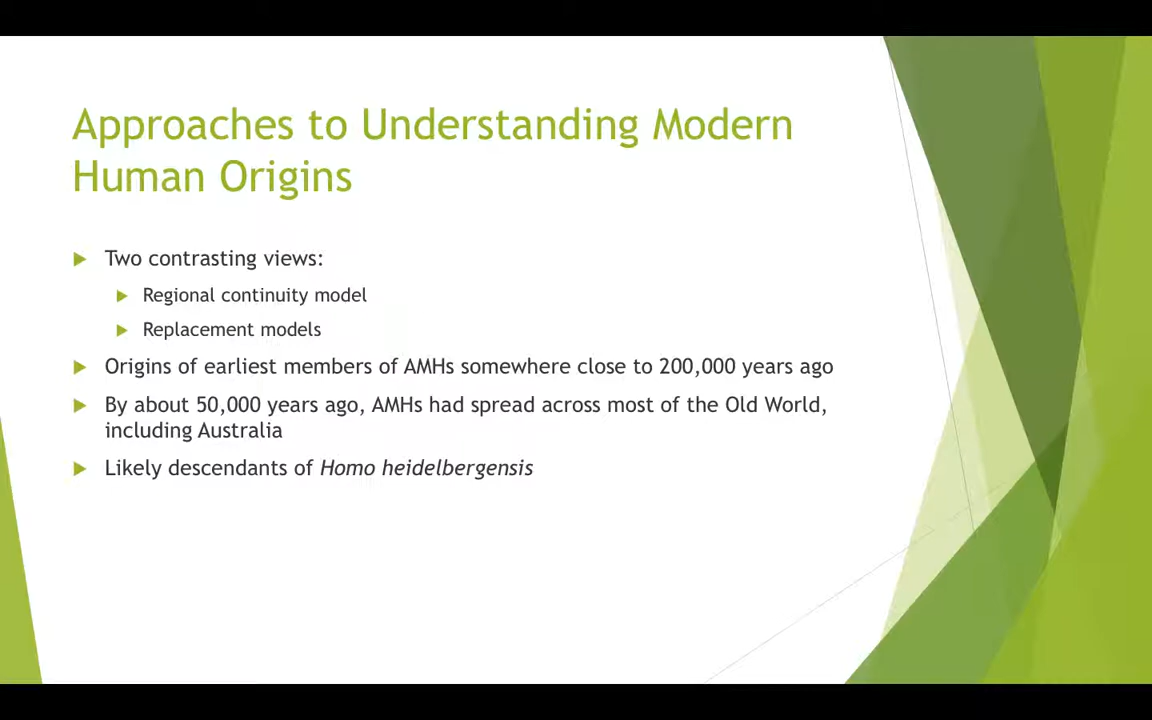 Approaches to Understanding Modern
Human Origins
Two contrasting views:
Regional continuity model
Replacement models
Origins of earliest members of AMHs somewhere close to 200,000 years ago
By about 50,000 years ago, AMHs had spread across most of the Old World,
including Australia
Likely descendants of Homo heidelbergensis